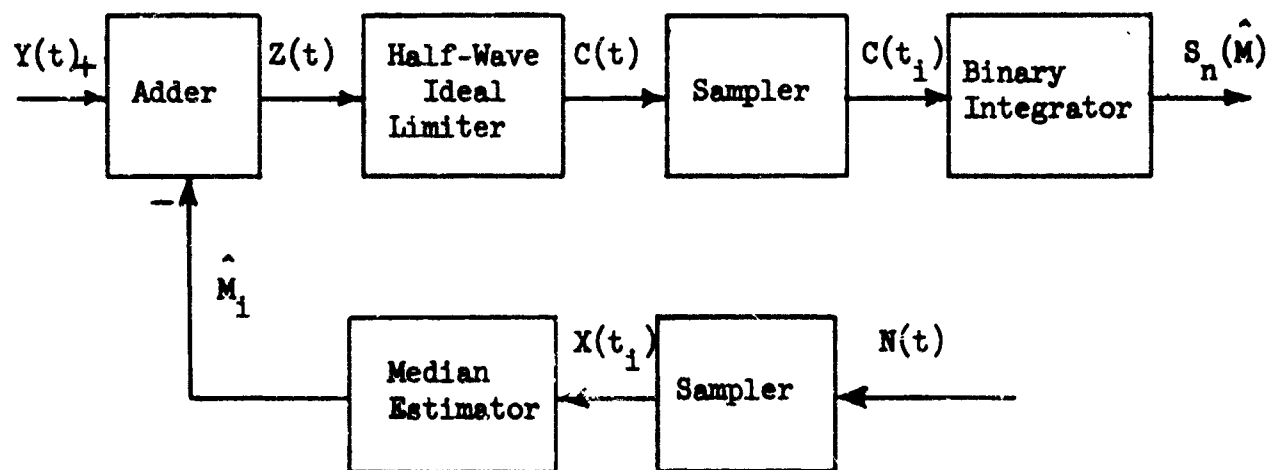 Y(t)+
Adder
Z(t)
Half-Wave
Ideal
Limiter
C(t)
Sampler
C(t_i)
Binary
Integrator
S_n(M̂)
−
M̂_i
Median
Estimator
X(t_i)
Sampler
N(t)